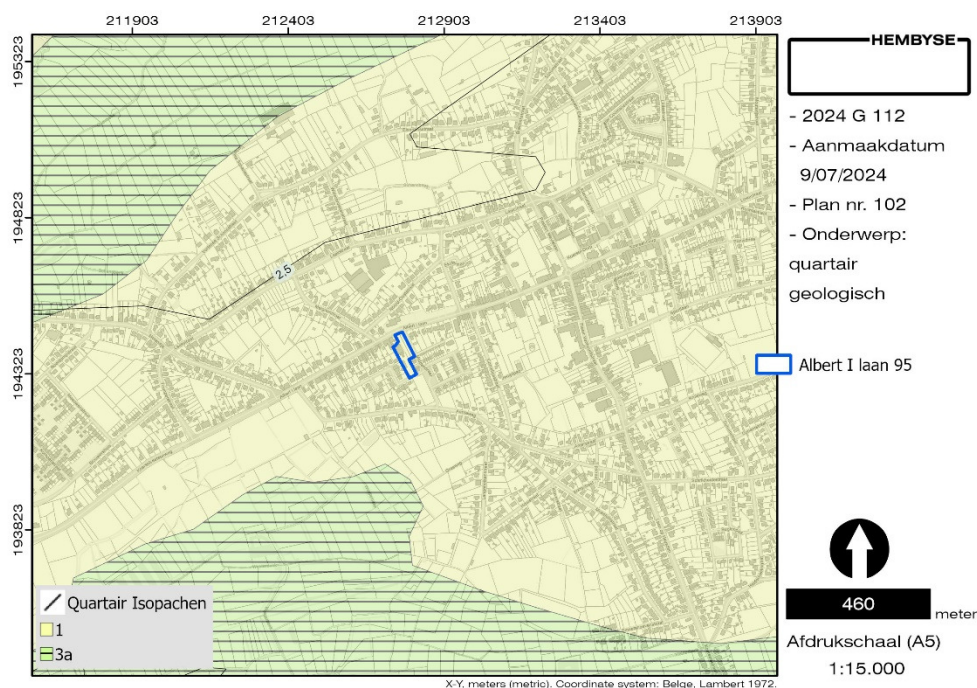 211903 212403 212903 213403 213903
195323
194823
194323
193823
2,5
Quartair Isopachen
1
3a
HEMBYSE
- 2024 G 112
- Aanmaakdatum
9/07/2024
- Plan nr. 102
- Onderwerp:
quartair
geologisch
Albert I laan 95
460 meter
Afdrukschaal (A5)
1:15.000
X-Y, meters (metric). Coordinate system: Belge, Lambert 1972.